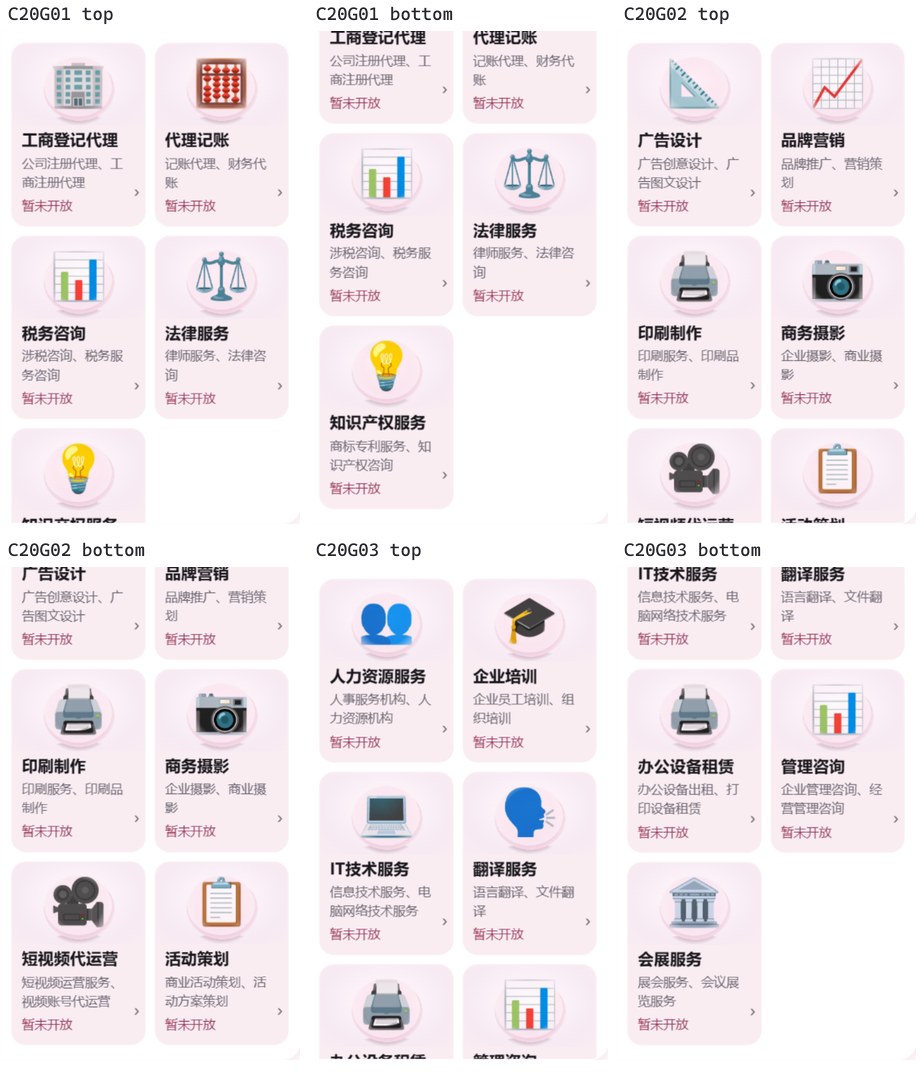 C20G01 top
工商登记代理
公司注册代理、工
商注册代理
暂未开放
代理记账
记账代理、财务代
账
暂未开放
税务咨询
涉税咨询、税务服
务咨询
暂未开放
法律服务
律师服务、法律咨
询
暂未开放
知识产权服务
C20G01 bottom
工商登记代理
公司注册代理、工
商注册代理
暂未开放
代理记账
记账代理、财务代
账
暂未开放
税务咨询
涉税咨询、税务服
务咨询
暂未开放
法律服务
律师服务、法律咨
询
暂未开放
知识产权服务
商标专利服务、知
识产权咨询
暂未开放
C20G02 top
广告设计
广告创意设计、广
告图文设计
暂未开放
品牌营销
品牌推广、营销策
划
暂未开放
印刷制作
印刷服务、印刷品
制作
暂未开放
商务摄影
企业摄影、商业摄
影
暂未开放
短视频代运营
活动策划
C20G02 bottom
广告设计
广告创意设计、广
告图文设计
暂未开放
品牌营销
品牌推广、营销策
划
暂未开放
印刷制作
印刷服务、印刷品
制作
暂未开放
商务摄影
企业摄影、商业摄
影
暂未开放
短视频代运营
短视频运营服务、
视频账号代运营
暂未开放
活动策划
商业活动策划、活
动方案策划
暂未开放
C20G03 top
人力资源服务
人事服务机构、人
力资源机构
暂未开放
企业培训
企业员工培训、组
织培训
暂未开放
IT技术服务
信息技术服务、电
脑网络技术服务
暂未开放
翻译服务
语言翻译、文件翻
译
暂未开放
办公设备租赁
管理咨询
C20G03 bottom
IT技术服务
信息技术服务、电
脑网络技术服务
暂未开放
翻译服务
语言翻译、文件翻
译
暂未开放
办公设备租赁
办公设备出租、打
印设备租赁
暂未开放
管理咨询
企业管理咨询、经
营管理咨询
暂未开放
会展服务
展会服务、会议展
览服务
暂未开放